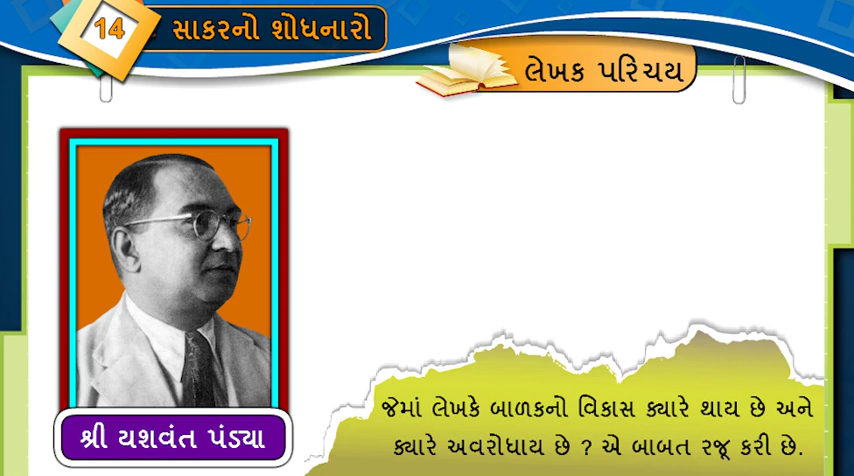 14 સાકરનો શોધનારો
લેખક પરિચય
શ્રી યશવંત પંડ્યા
જેમાં લેખકે બાળકનો વિકાસ ક્યારે થાય છે અને
ક્યારે અવરોધાય છે ? એ બાબત રજૂ કરી છે.